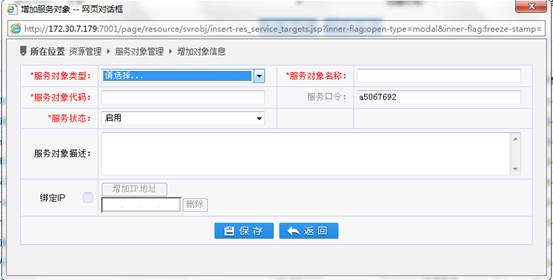 增加服务对象 -- 网页对话框
http://172.30.7.179:7001/page/resource/svrobj/insert-res_service_targets.jsp?inner-flag:open-type=modal&inner-flag:freeze-stamp=
所在位置 资源管理 服务对象管理 增加对象信息
*服务对象类型: 请选择... *服务对象名称:
*服务对象代码: 服务口令: a5067692
*服务状态: 启用
服务对象描述:
绑定IP 增加IP地址
. . . 删除
保存 返回